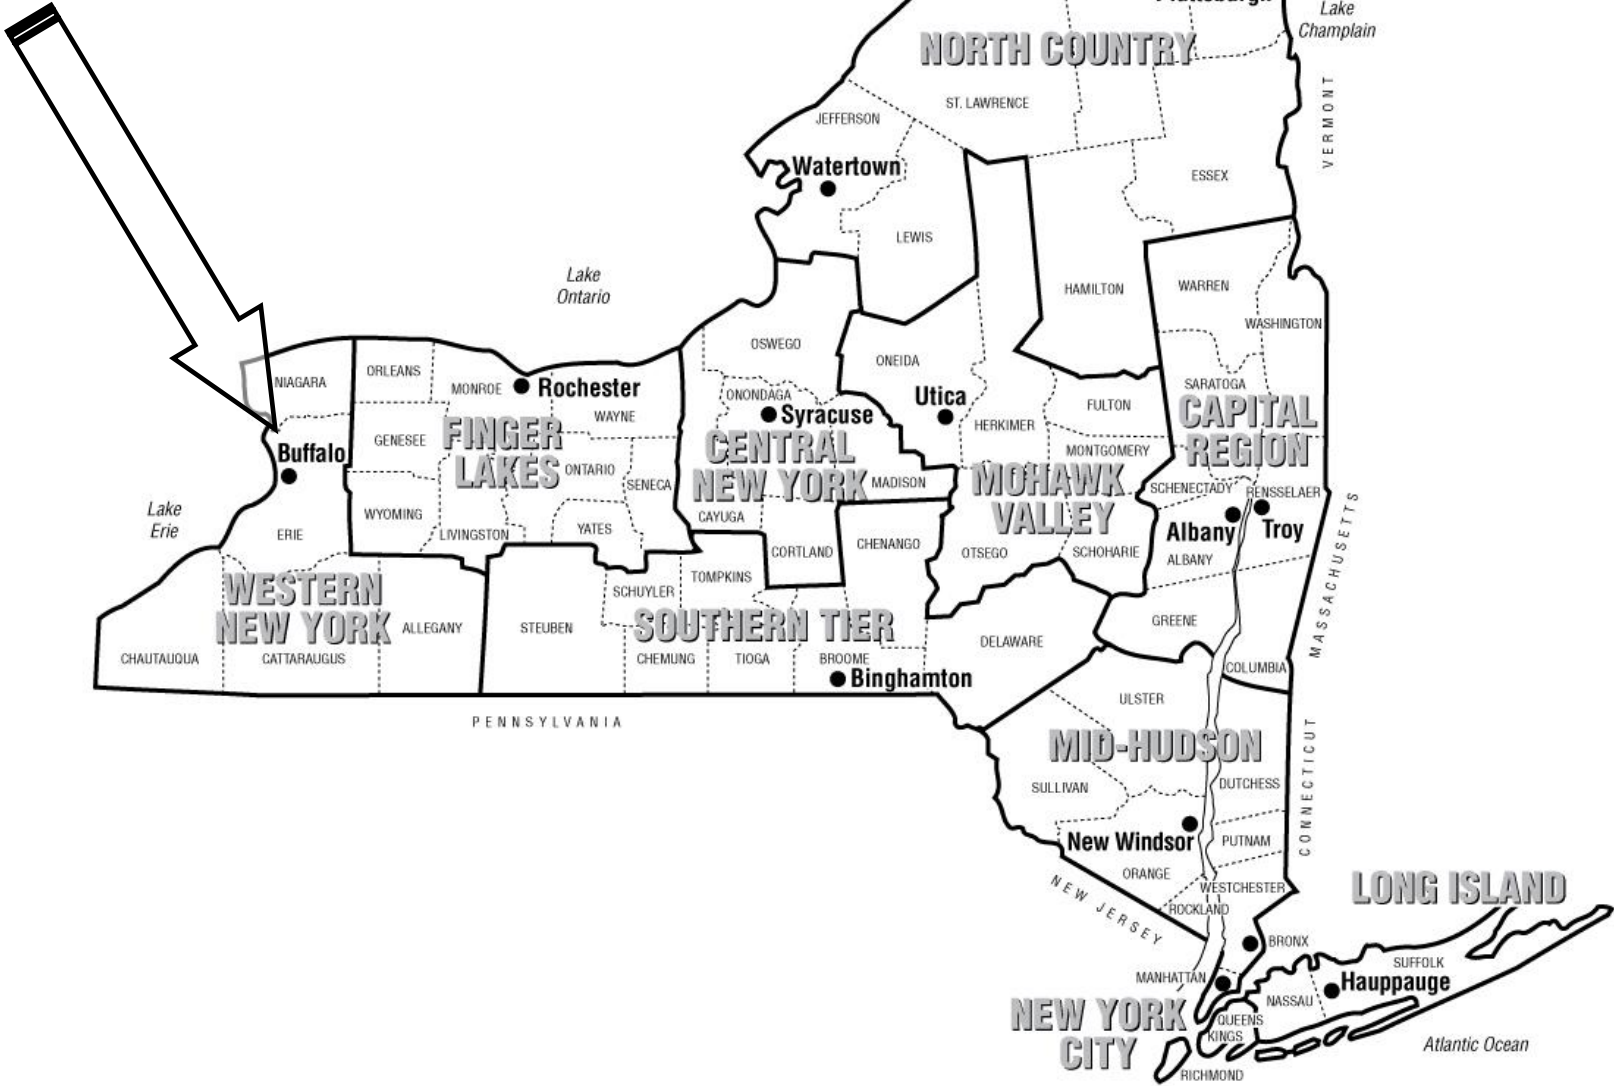 Plattsburgh
Lake
Champlain
NORTH COUNTRY
ST. LAWRENCE
JEFFERSON
VERMONT
Watertown
ESSEX
LEWIS
Lake
Ontario
HAMILTON
WARREN
WASHINGTON
OSWEGO
ONEIDA
NIAGARA
ORLEANS
MONROE
Rochester
WAYNE
ONONDAGA
Syracuse
Utica
HERKIMER
FULTON
SARATOGA
CAPITAL
REGION
GENESEE
FINGER
LAKES
CENTRAL
NEW YORK
Buffalo
ONTARIO
SENECA
MADISON
MONTGOMERY
MOHAWK
VALLEY
SCHENECTADY
RENSSELAER
Lake
Erie
WYOMING
LIVINGSTON
YATES
CAYUGA
CORTLAND
CHENANGO
OTSEGO
SCHOHARIE
Albany
Troy
ALBANY
MASSACHUSETTS
ERIE
WESTERN
NEW YORK
TOMPKINS
SCHUYLER
SOUTHERN TIER
GREENE
ALLEGANY
STEUBEN
DELAWARE
CHAUTAUQUA
CATTARAUGUS
CHEMUNG
TIOGA
BROOME
Binghamton
COLUMBIA
PENNSYLVANIA
ULSTER
MID-HUDSON
SULLIVAN
DUTCHESS
CONNECTICUT
New Windsor
PUTNAM
ORANGE
NEW JERSEY
WESTCHESTER
ROCKLAND
LONG ISLAND
BRONX
SUFFOLK
MANHATTAN
Hauppauge
NASSAU
NEW YORK
CITY
QUEENS
KINGS
Atlantic Ocean
RICHMOND